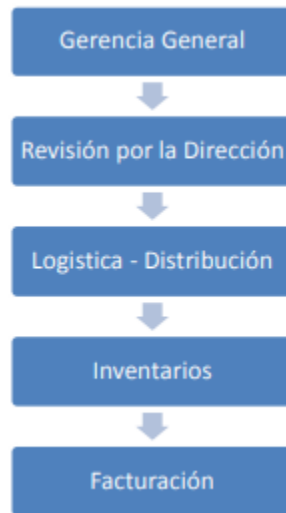 Gerencia General
Revisión por la Dirección
Logistica - Distribución
Inventarios
Facturación